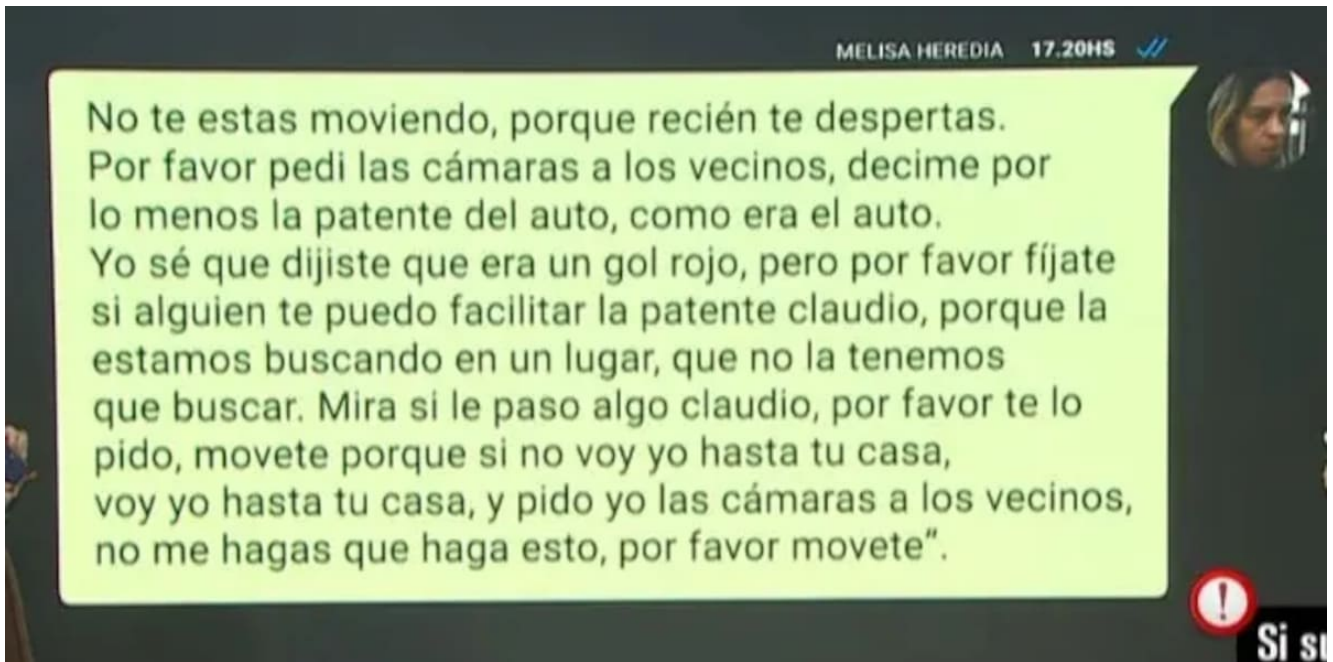 MELISA HEREDIA 17.20HS
No te estas moviendo, porque recién te despertas.
Por favor pedi las cámaras a los vecinos, decime por
lo menos la patente del auto, como era el auto.
Yo sé que dijiste que era un gol rojo, pero por favor fíjate
si alguien te puedo facilitar la patente claudio, porque la
estamos buscando en un lugar, que no la tenemos
que buscar. Mira si le paso algo claudio, por favor te lo
pido, movete porque si no voy yo hasta tu casa,
voy yo hasta tu casa, y pido yo las cámaras a los vecinos,
no me hagas que haga esto, por favor movete”.
!
Si